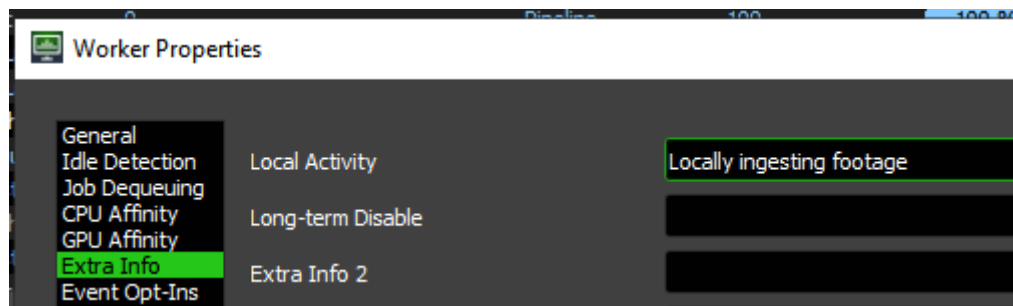 Worker Properties
General
Idle Detection
Job Dequeuing
CPU Affinity
GPU Affinity
Extra Info
Event Opt-Ins
Local Activity
Locally ingesting footage
Long-term Disable
Extra Info 2